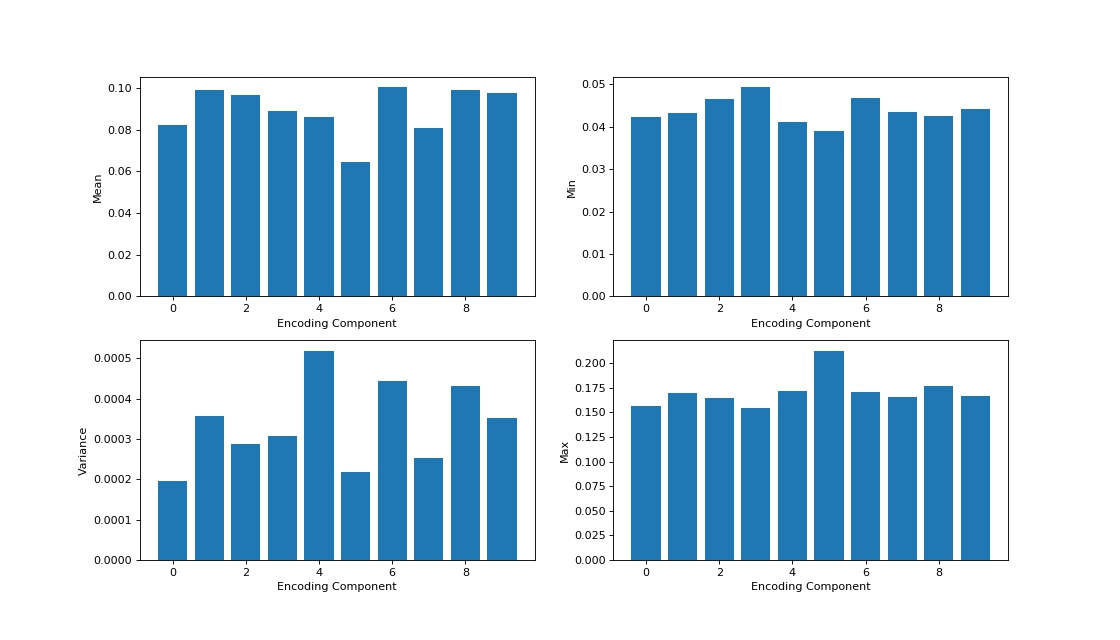 0.10
0.08
0.06
0.04
0.02
0.00
Mean
0 2 4 6 8
Encoding Component
0.05
0.04
0.03
0.02
0.01
0.00
Min
0 2 4 6 8
Encoding Component
0.0005
0.0004
0.0003
0.0002
0.0001
0.0000
Variance
0 2 4 6 8
Encoding Component
0.200
0.175
0.150
0.125
0.100
0.075
0.050
0.025
0.000
Max
0 2 4 6 8
Encoding Component